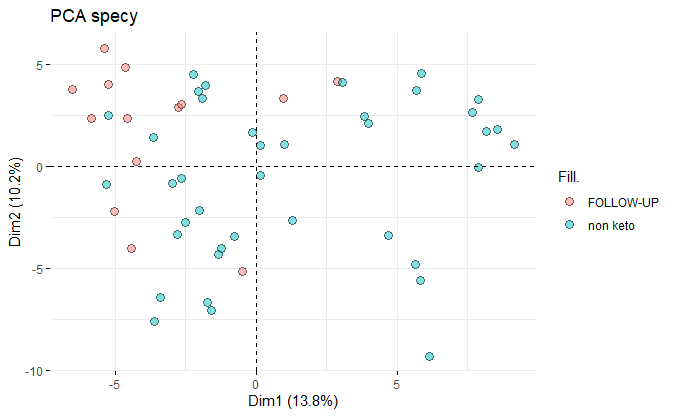 PCA specy
Dim2 (10.2%)
5
0
-5
-10
-5
0
5
Dim1 (13.8%)
Fill.
FOLLOW-UP
non keto